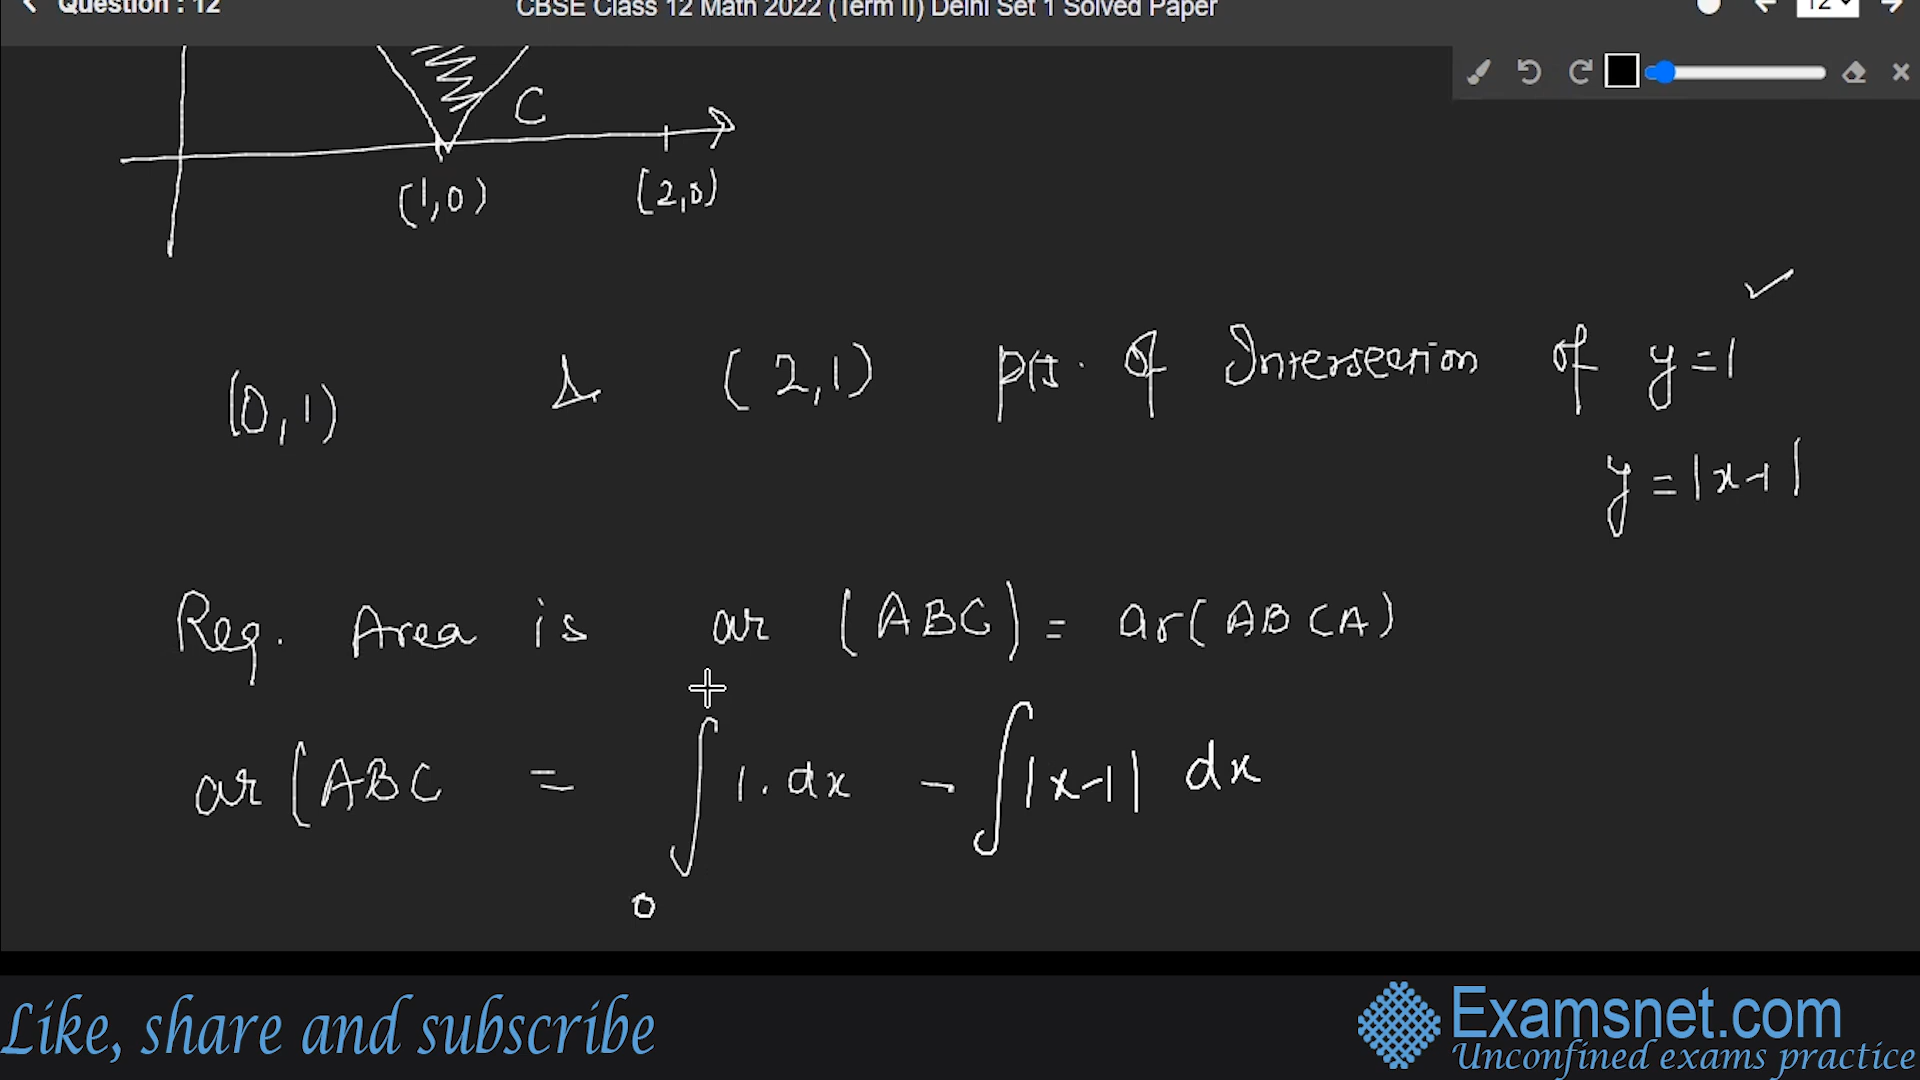 Question : 12
CBSE Class 12 Math 2022 (Term II) Delhi Set 1 Solved Paper
12
C
(1,0)
(2,0)
(0,1) & (2,1) pts. of Intersection of y=1
y=|x-1|
Req. Area is ar (ABC) = ar(ABCA)
ar(ABC = ∫ 1.dx - ∫|x-1| dx
0
Like, share and subscribe
Examsnet.com
Unconfined exams practice